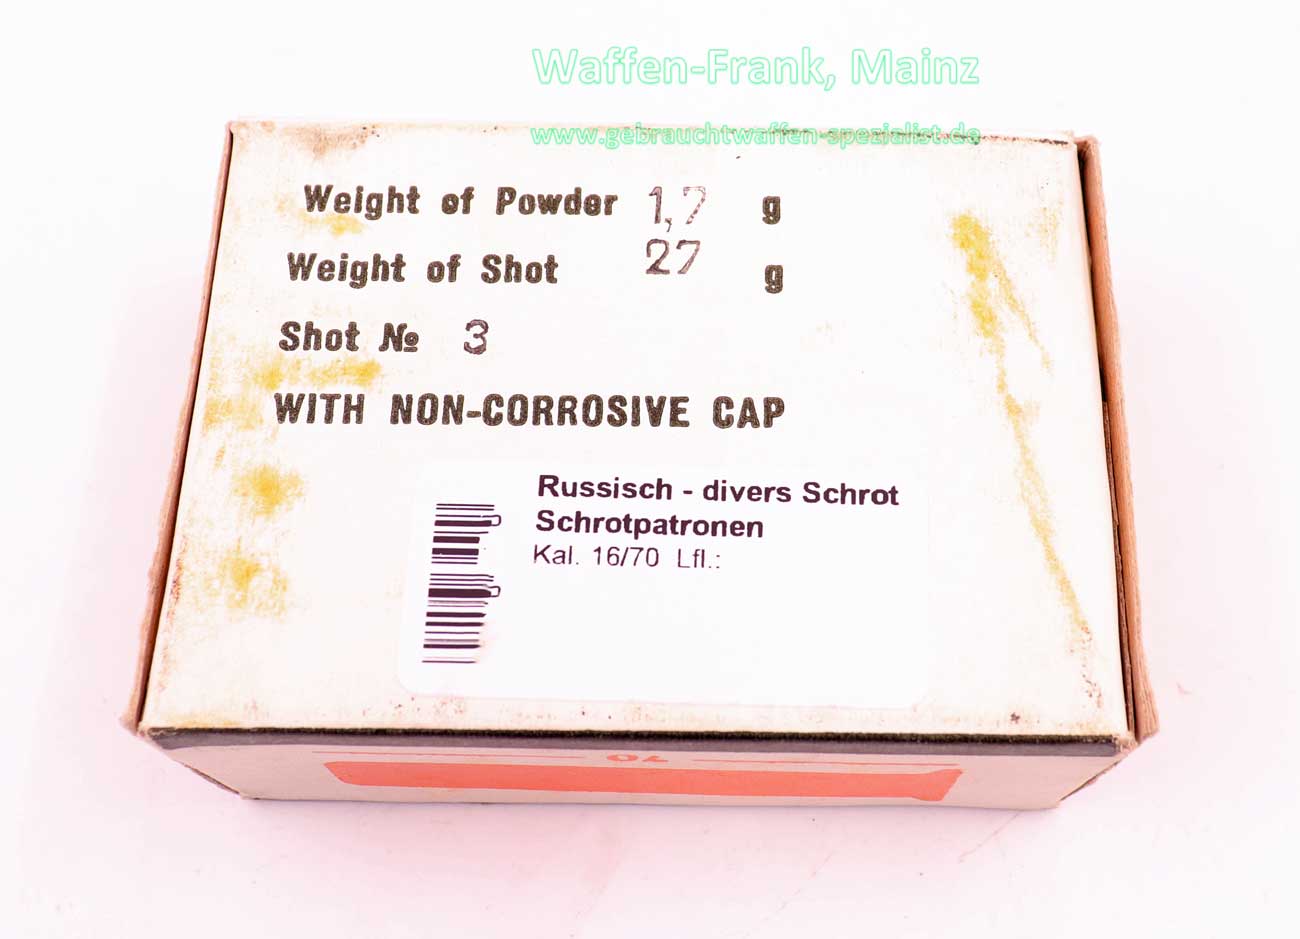 Waffen-Frank, Mainz
www.gebrauchtwaffen-spezialist.de
Weight of Powder 1,7 g
Weight of Shot 27 g
Shot № 3
WITH NON-CORROSIVE CAP
Russisch - divers Schrot
Schrotpatronen
Kal. 16/70 Lfl.:
70